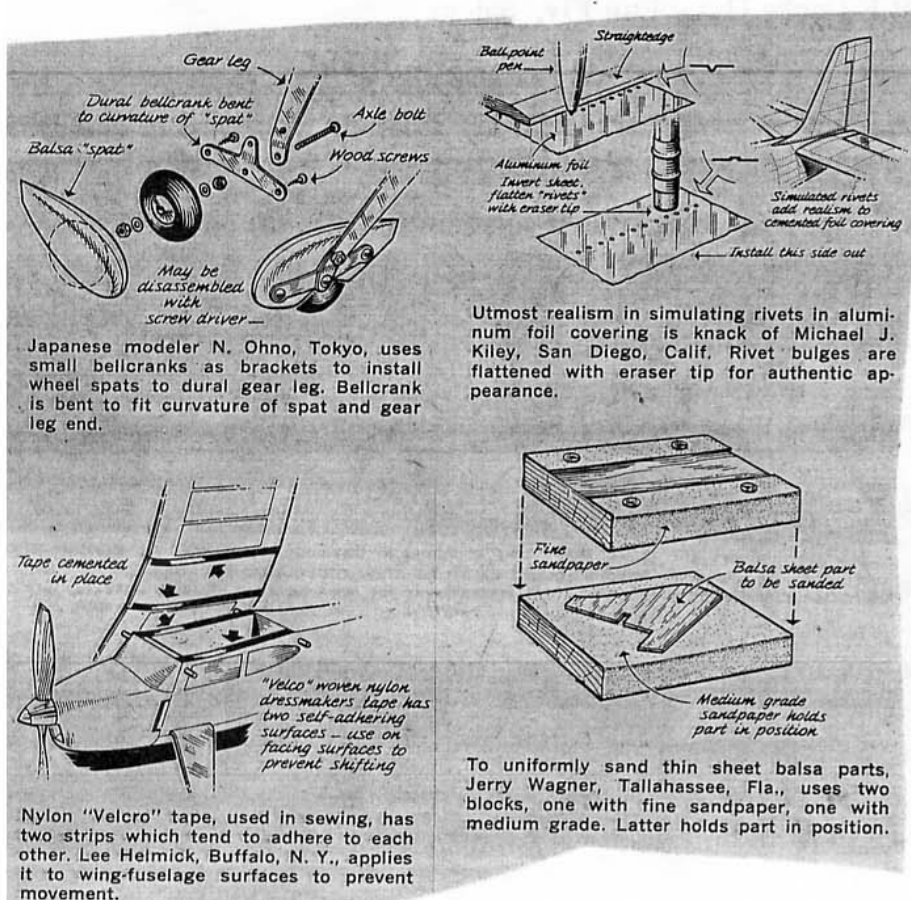 Gear leg
Dural bellcrank bent
to curvature of "spat"
Axle bolt
Balsa "spat"
Wood screws
May be
disassembled
with
screw driver
Japanese modeler N. Ohno, Tokyo, uses
small bellcranks as brackets to install
wheel spats to dural gear leg. Bellcrank
is bent to fit curvature of spat and gear
leg end.
Straightedge
Ballpoint
pen
Aluminum foil
Invert sheet,
flatten "rivets"
with eraser tip
Simulated rivets
add realism to
cemented foil covering
Install this side out
Utmost realism in simulating rivets in alumi-
num foil covering is knack of Michael J.
Kiley, San Diego, Calif. Rivet bulges are
flattened with eraser tip for authentic ap-
pearance.
Tape cemented
in place
"Velco" woven nylon
dressmakers tape has
two self-adhering
surfaces – use on
facing surfaces to
prevent shifting
Nylon "Velcro" tape, used in sewing, has
two strips which tend to adhere to each
other. Lee Helmick, Buffalo, N. Y., applies
it to wing-fuselage surfaces to prevent
movement.
Fine
sandpaper
Balsa sheet part
to be sanded
Medium grade
sandpaper holds
part in position
To uniformly sand thin sheet balsa parts,
Jerry Wagner, Tallahassee, Fla., uses two
blocks, one with fine sandpaper, one with
medium grade. Latter holds part in position.